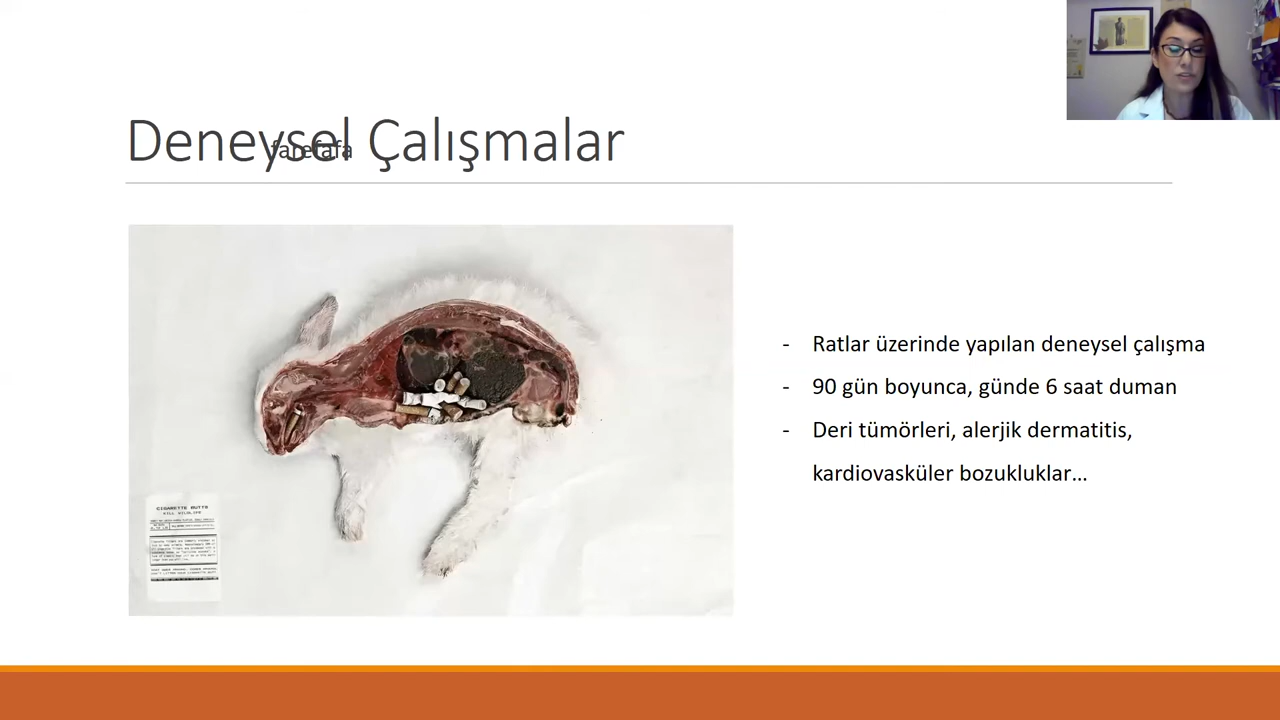 Deneysel Çalışmalar
farefafa
- Ratlar üzerinde yapılan deneysel çalışma
- 90 gün boyunca, günde 6 saat duman
- Deri tümörleri, alerjik dermatitis,
kardiovasküler bozukluklar...
CIGARETTE BUTTS
KILL WILDLIFE